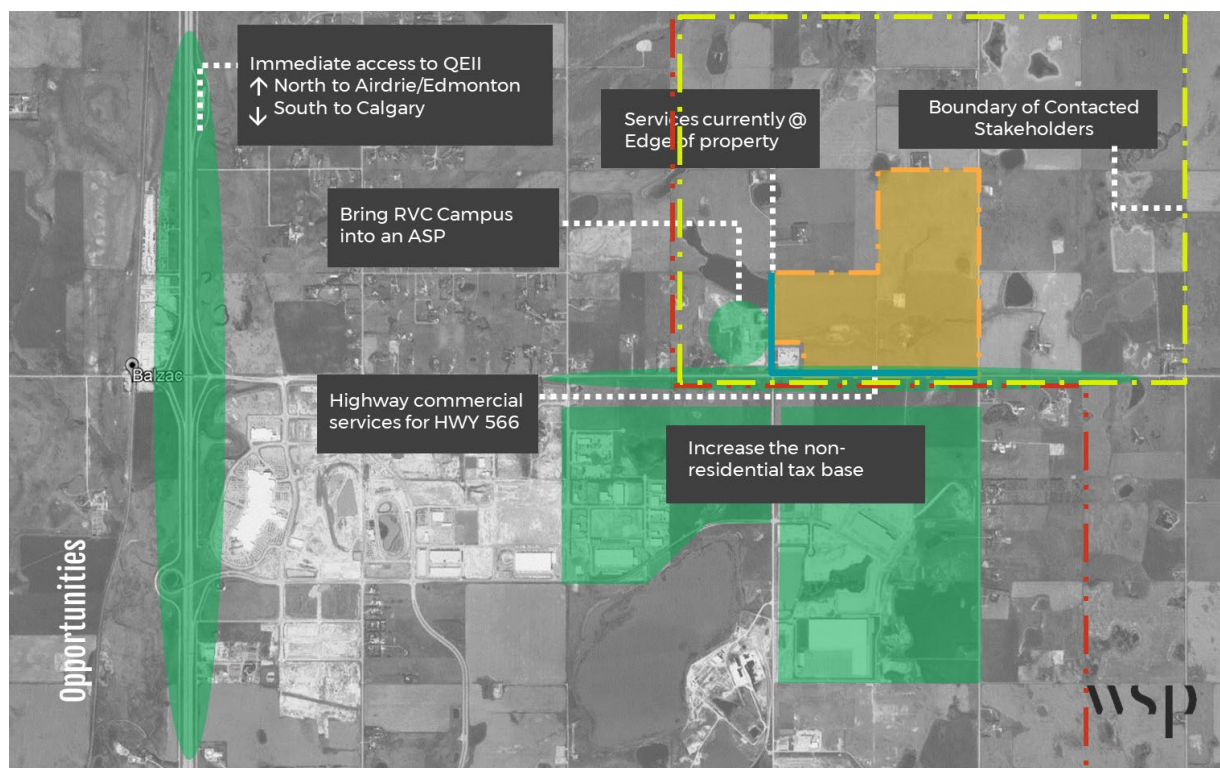 Immediate access to QEII
↑ North to Airdrie/Edmonton
↓ South to Calgary
Services currently @
Edge of property
Boundary of Contacted
Stakeholders
Bring RVC Campus
into an ASP
Balzac
Highway commercial
services for HWY 566
Increase the non-
residential tax base
Opportunities
wsp